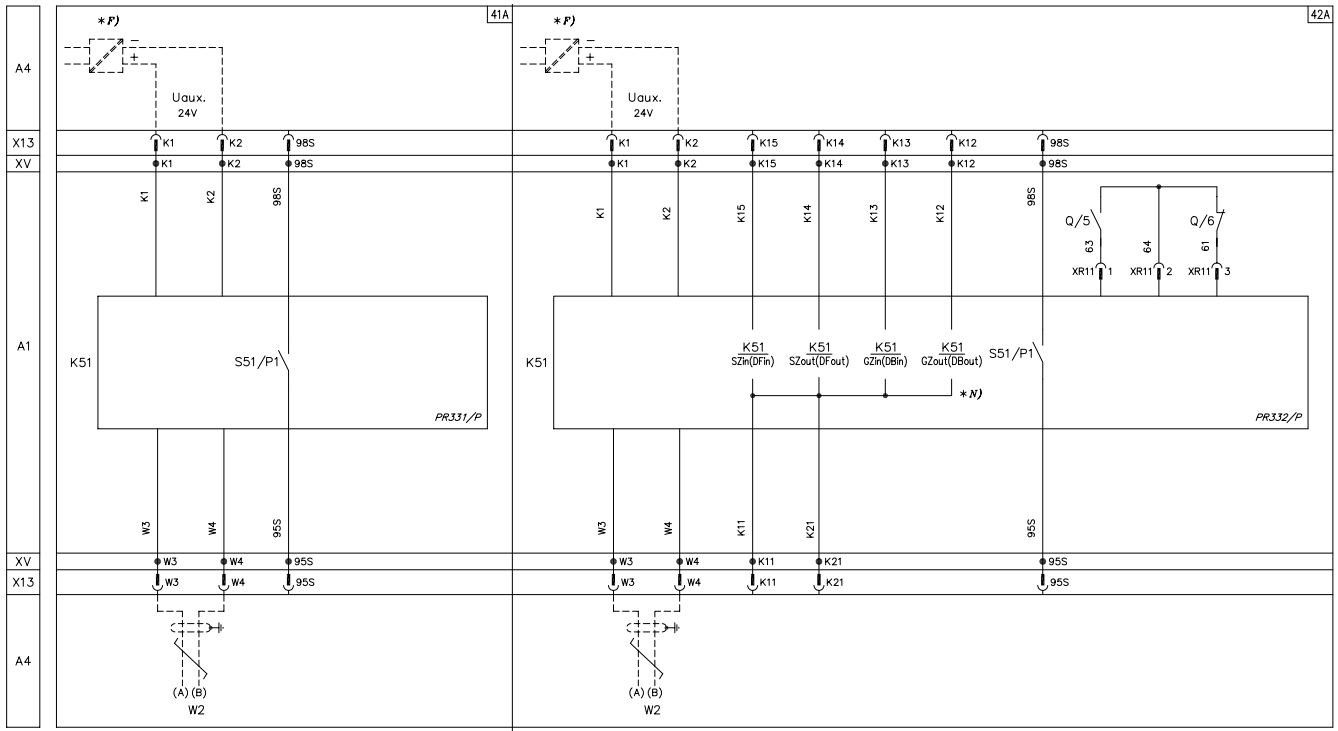 41A
42A
*F)
*F)
−
+
−
+
A4
Uaux.
24V
Uaux.
24V
X13
K1
K2
98S
K1
K2
K15
K14
K13
K12
98S
XV
K1
K2
98S
K1
K2
K15
K14
K13
K12
98S
K1
K2
98S
K1
K2
K15
K14
K13
K12
98S
Q/5
Q/6
63
64
61
XR11 1
XR11 2
XR11 3
A1
K51
S51/P1
PR331/P
K51
K51
SZin(DFin)
K51
SZout(DFout)
K51
GZin(DBin)
K51
GZout(DBout)
S51/P1
*N)
PR332/P
W3
W4
95S
W3
W4
K11
K21
95S
XV
W3
W4
95S
W3
W4
K11
K21
95S
X13
W3
W4
95S
W3
W4
K11
K21
95S
A4
(A) (B)
W2
(A) (B)
W2